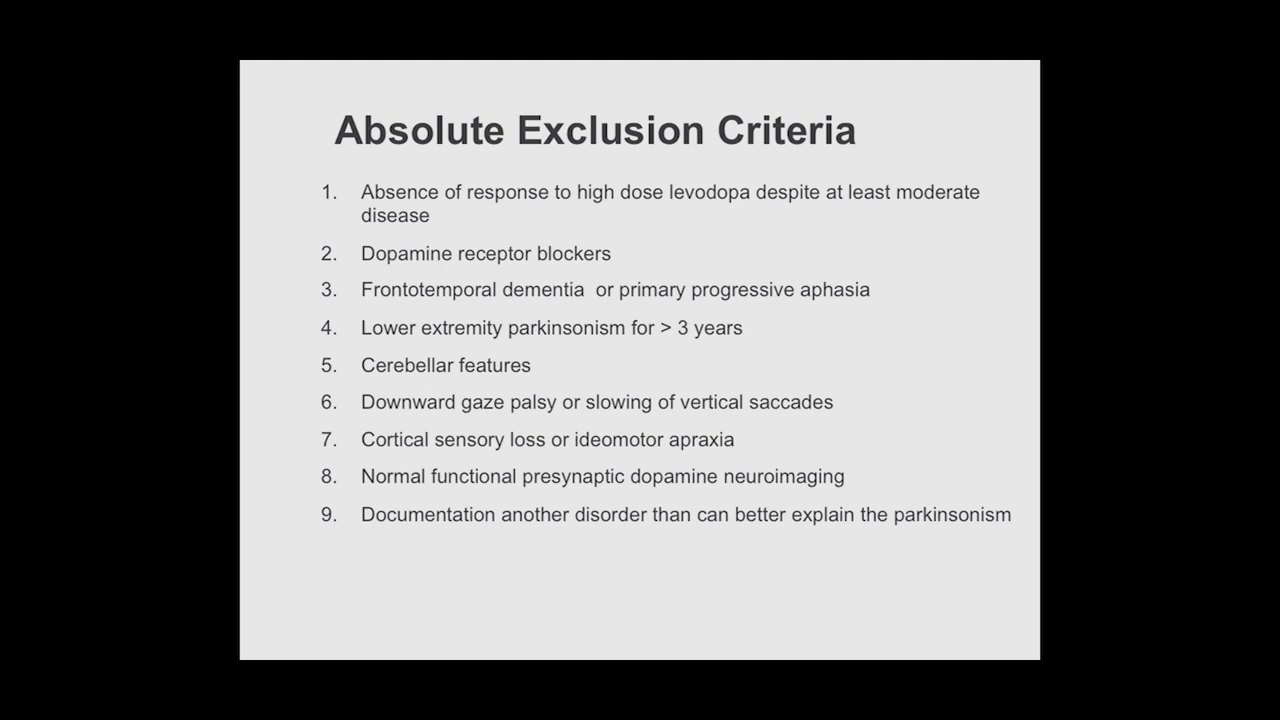 Absolute Exclusion Criteria
1. Absence of response to high dose levodopa despite at least moderate
disease
2. Dopamine receptor blockers
3. Frontotemporal dementia  or primary progressive aphasia
4. Lower extremity parkinsonism for > 3 years
5. Cerebellar features
6. Downward gaze palsy or slowing of vertical saccades
7. Cortical sensory loss or ideomotor apraxia
8. Normal functional presynaptic dopamine neuroimaging
9. Documentation another disorder than can better explain the parkinsonism